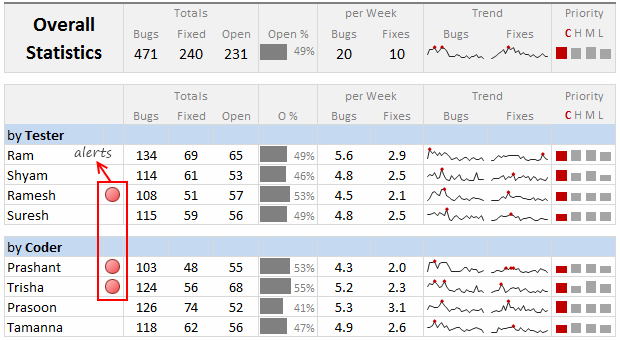 Overall Statistics Totals per Week Trend Priority
Bugs Fixed Open Open % Bugs Fixes Bugs Fixes C H M L
471 240 231 49% 20 10
Totals per Week Trend Priority
Bugs Fixed Open O % Bugs Fixes Bugs Fixes C H M L
by Tester
alerts
Ram 134 69 65 49% 5.6 2.9
Shyam 114 61 53 46% 4.8 2.5
Ramesh 108 51 57 53% 4.5 2.1
Suresh 115 59 56 49% 4.8 2.5
by Coder
Prashant 103 48 55 53% 4.3 2.0
Trisha 124 56 68 55% 5.2 2.3
Prasoon 126 74 52 41% 5.3 3.1
Tamanna 118 62 56 47% 4.9 2.6